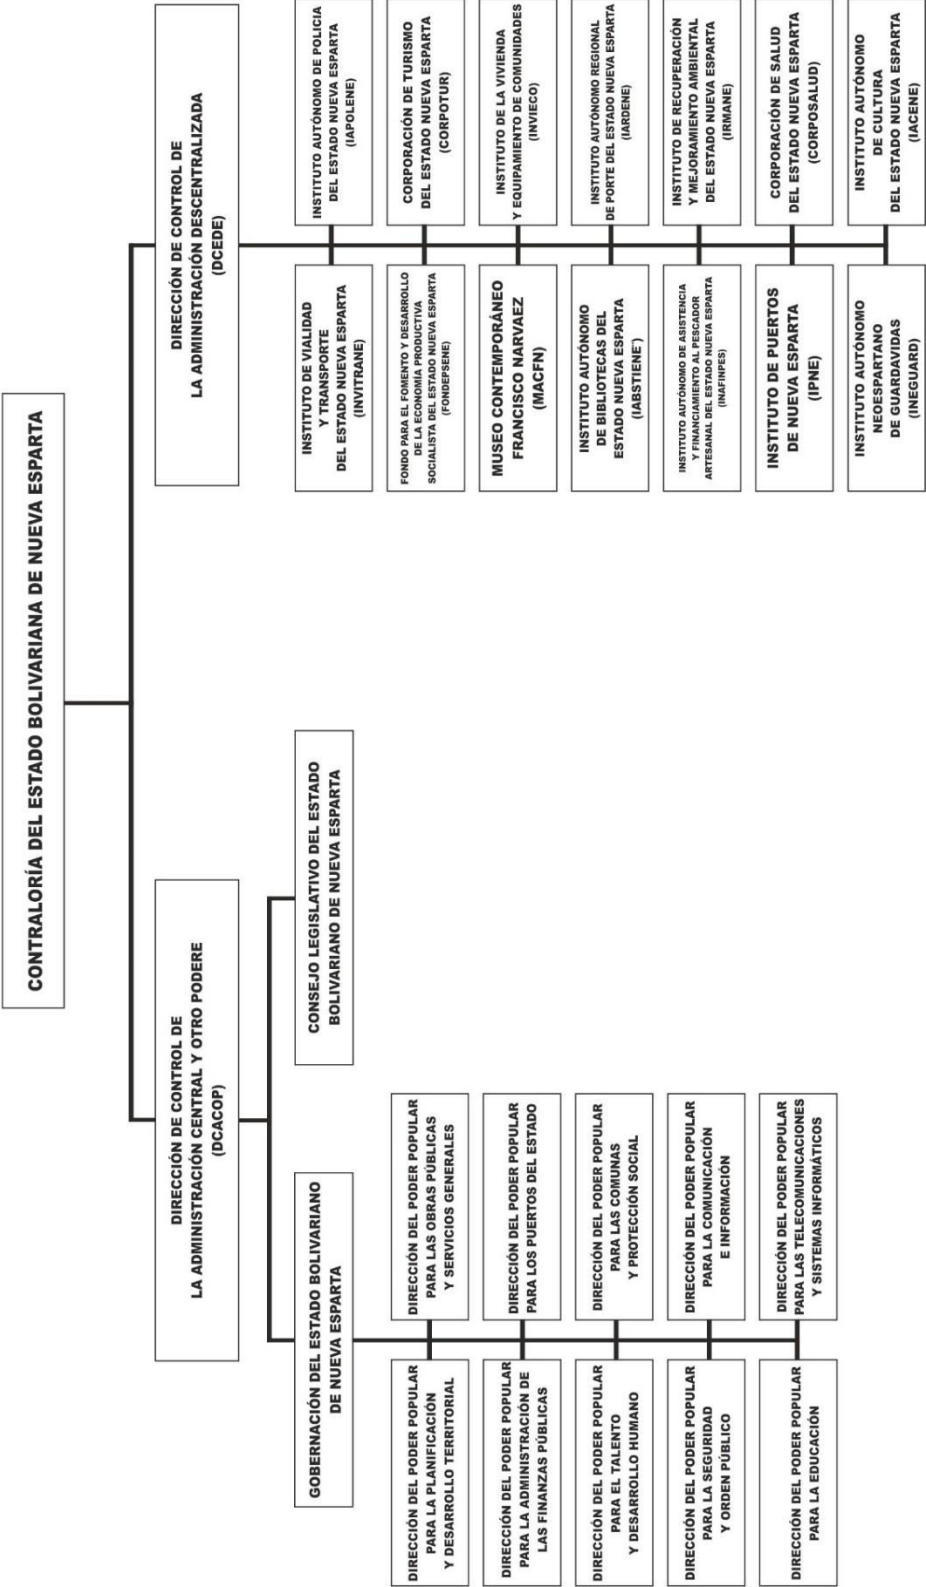 CONTRALORÍA DEL ESTADO BOLIVARIANA DE NUEVA ESPARTA
DIRECCIÓN DE CONTROL DE
LA ADMINISTRACIÓN CENTRAL Y OTRO PODERE
(DCACOP)
DIRECCIÓN DE CONTROL DE
LA ADMINISTRACIÓN DESCENTRALIZADA
(DCEDE)
GOBERNACIÓN DEL ESTADO BOLIVARIANO
DE NUEVA ESPARTA
CONSEJO LEGISLATIVO DEL ESTADO
BOLIVARIANO DE NUEVA ESPARTA
DIRECCIÓN DEL PODER POPULAR
PARA LA PLANIFICACIÓN
Y DESARROLLO TERRITORIAL
DIRECCIÓN DEL PODER POPULAR
PARA LAS OBRAS PÚBLICAS
Y SERVICIOS GENERALES
DIRECCIÓN DEL PODER POPULAR
PARA LA ADMINISTRACIÓN DE
LAS FINANZAS PÚBLICAS
DIRECCIÓN DEL PODER POPULAR
PARA LOS PUERTOS DEL ESTADO
DIRECCIÓN DEL PODER POPULAR
PARA EL TALENTO
Y DESARROLLO HUMANO
DIRECCIÓN DEL PODER POPULAR
PARA LAS COMUNAS
Y PROTECCIÓN SOCIAL
DIRECCIÓN DEL PODER POPULAR
PARA LA SEGURIDAD
Y ORDEN PÚBLICO
DIRECCIÓN DEL PODER POPULAR
PARA LA COMUNICACIÓN
E INFORMACIÓN
DIRECCIÓN DEL PODER POPULAR
PARA LA EDUCACIÓN
DIRECCIÓN DEL PODER POPULAR
PARA LAS TELECOMUNICACIONES
Y SISTEMAS INFORMÁTICOS
INSTITUTO DE VIALIDAD
Y TRANSPORTE
DEL ESTADO NUEVA ESPARTA
(INVITRANE)
INSTITUTO AUTÓNOMO DE POLICIA
DEL ESTADO NUEVA ESPARTA
(IAPOLENE)
FONDO PARA EL FOMENTO Y DESARROLLO
DE LA ECONOMÍA PRODUCTIVA
SOCIALISTA DEL ESTADO NUEVA ESPARTA
(FONDEPSENE)
CORPORACIÓN DE TURISMO
DEL ESTADO NUEVA ESPARTA
(CORPOTUR)
MUSEO CONTEMPORÁNEO
FRANCISCO NARVAEZ
(MACFN)
INSTITUTO DE LA VIVIENDA
Y EQUIPAMIENTO DE COMUNIDADES
(INVIECO)
INSTITUTO AUTÓNOMO
DE BIBLIOTECAS DEL
ESTADO NUEVA ESPARTA
(IABSTIENE¨)
INSTITUTO AUTÓNOMO REGIONAL
DE PORTE DEL ESTADO NUEVA ESPARTA
(IARDENE)
INSTITUTO AUTÓNOMO DE ASISTENCIA
Y FINANCIAMIENTO AL PESCADOR
ARTESANAL DEL ESTADO NUEVA ESPARTA
(INAFINPES)
INSTITUTO DE RECUPERACIÓN
Y MEJORAMIENTO AMBIENTAL
DEL ESTADO NUEVA ESPARTA
(IRMANE)
INSTITUTO DE PUERTOS
DE NUEVA ESPARTA
(IPNE)
CORPORACIÓN DE SALUD
DEL ESTADO NUEVA ESPARTA
(CORPOSALUD)
INSTITUTO AUTÓNOMO
NEOESPARTANO
DE GUARDAVIDAS
(INEGUARD)
INSTITUTO AUTÓNOMO
DE CULTURA
DEL ESTADO NUEVA ESPARTA
(IACENE)